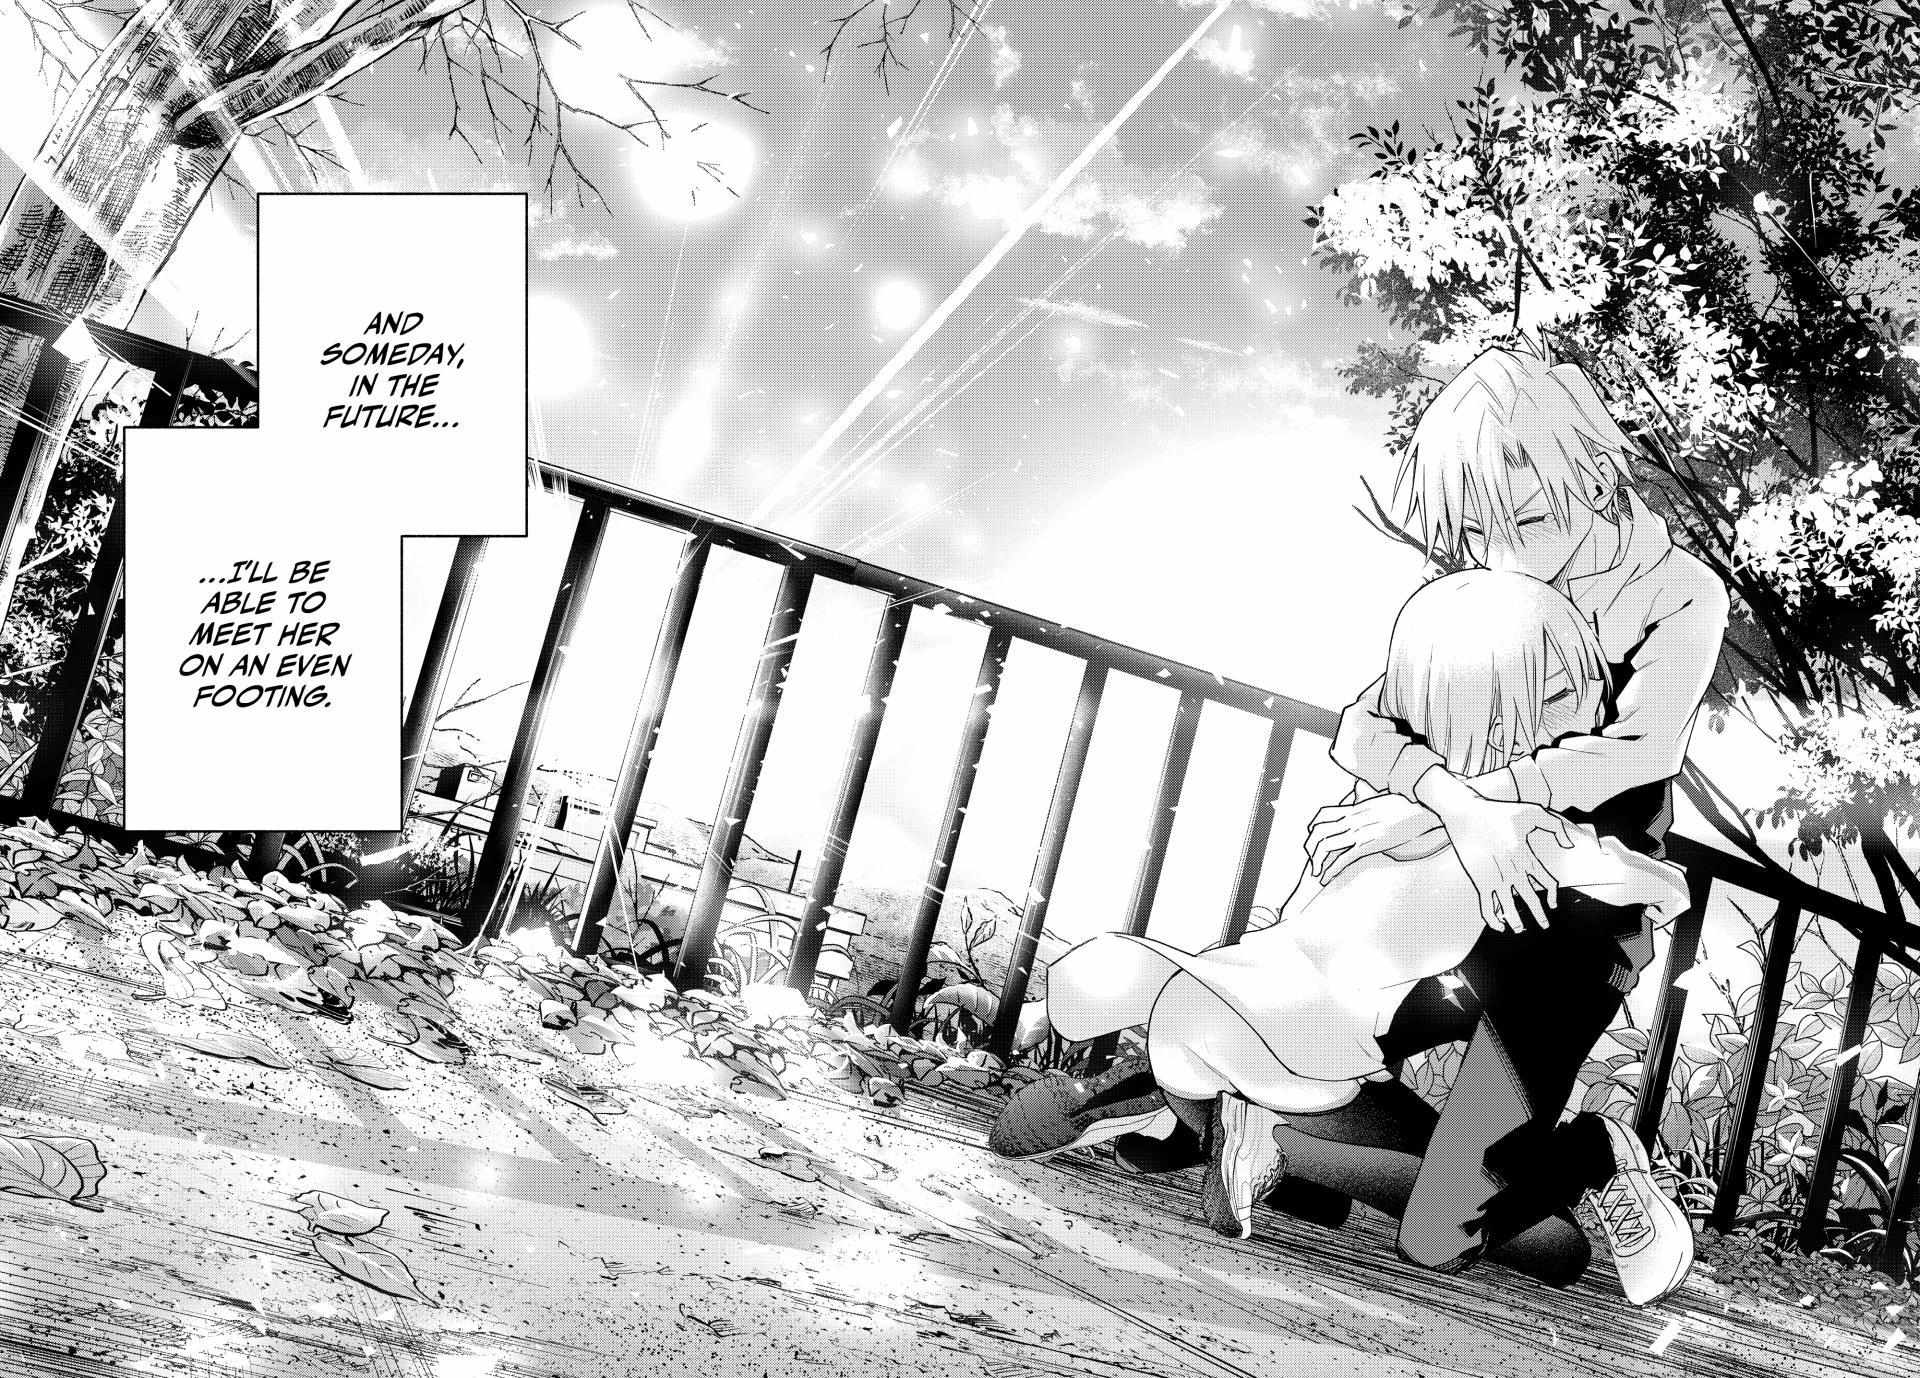 AND
SOMEDAY,
IN THE
FUTURE...
...I'LL BE
ABLE TO
MEET HER
ON AN EVEN
FOOTING.